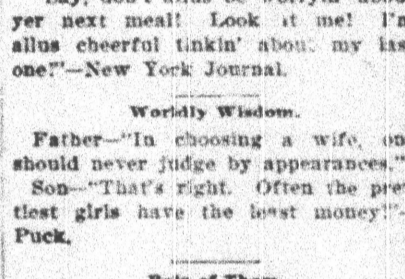 yer next meal! Look at me! I'm
allus cheerful tinkin' about my las
one!"—New York Journal.
Worldly Wisdom.
Father—"In choosing a wife, on
should never judge by appearances."
Son—"That's right. Often the pre
tiest girls have the least money!"—
Puck.